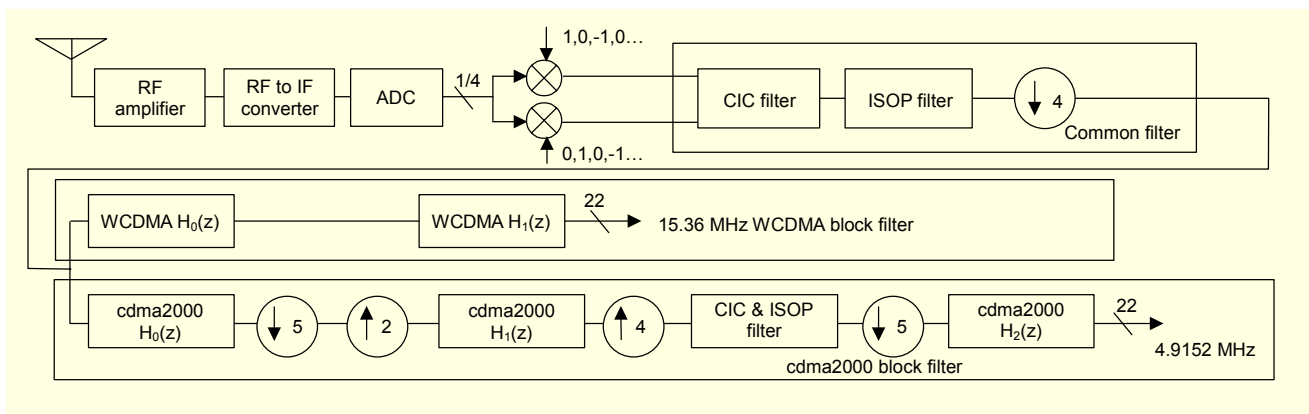 1,0,-1,0…
RF
amplifier
RF to IF
converter
ADC
1/4
CIC filter
ISOP filter
4
Common filter
0,1,0,-1…
WCDMA H₀(z)
WCDMA H₁(z)
22
15.36 MHz WCDMA block filter
cdma2000
H₀(z)
5
2
cdma2000
H₁(z)
4
CIC & ISOP
filter
5
cdma2000
H₂(z)
22
4.9152 MHz
cdma2000 block filter